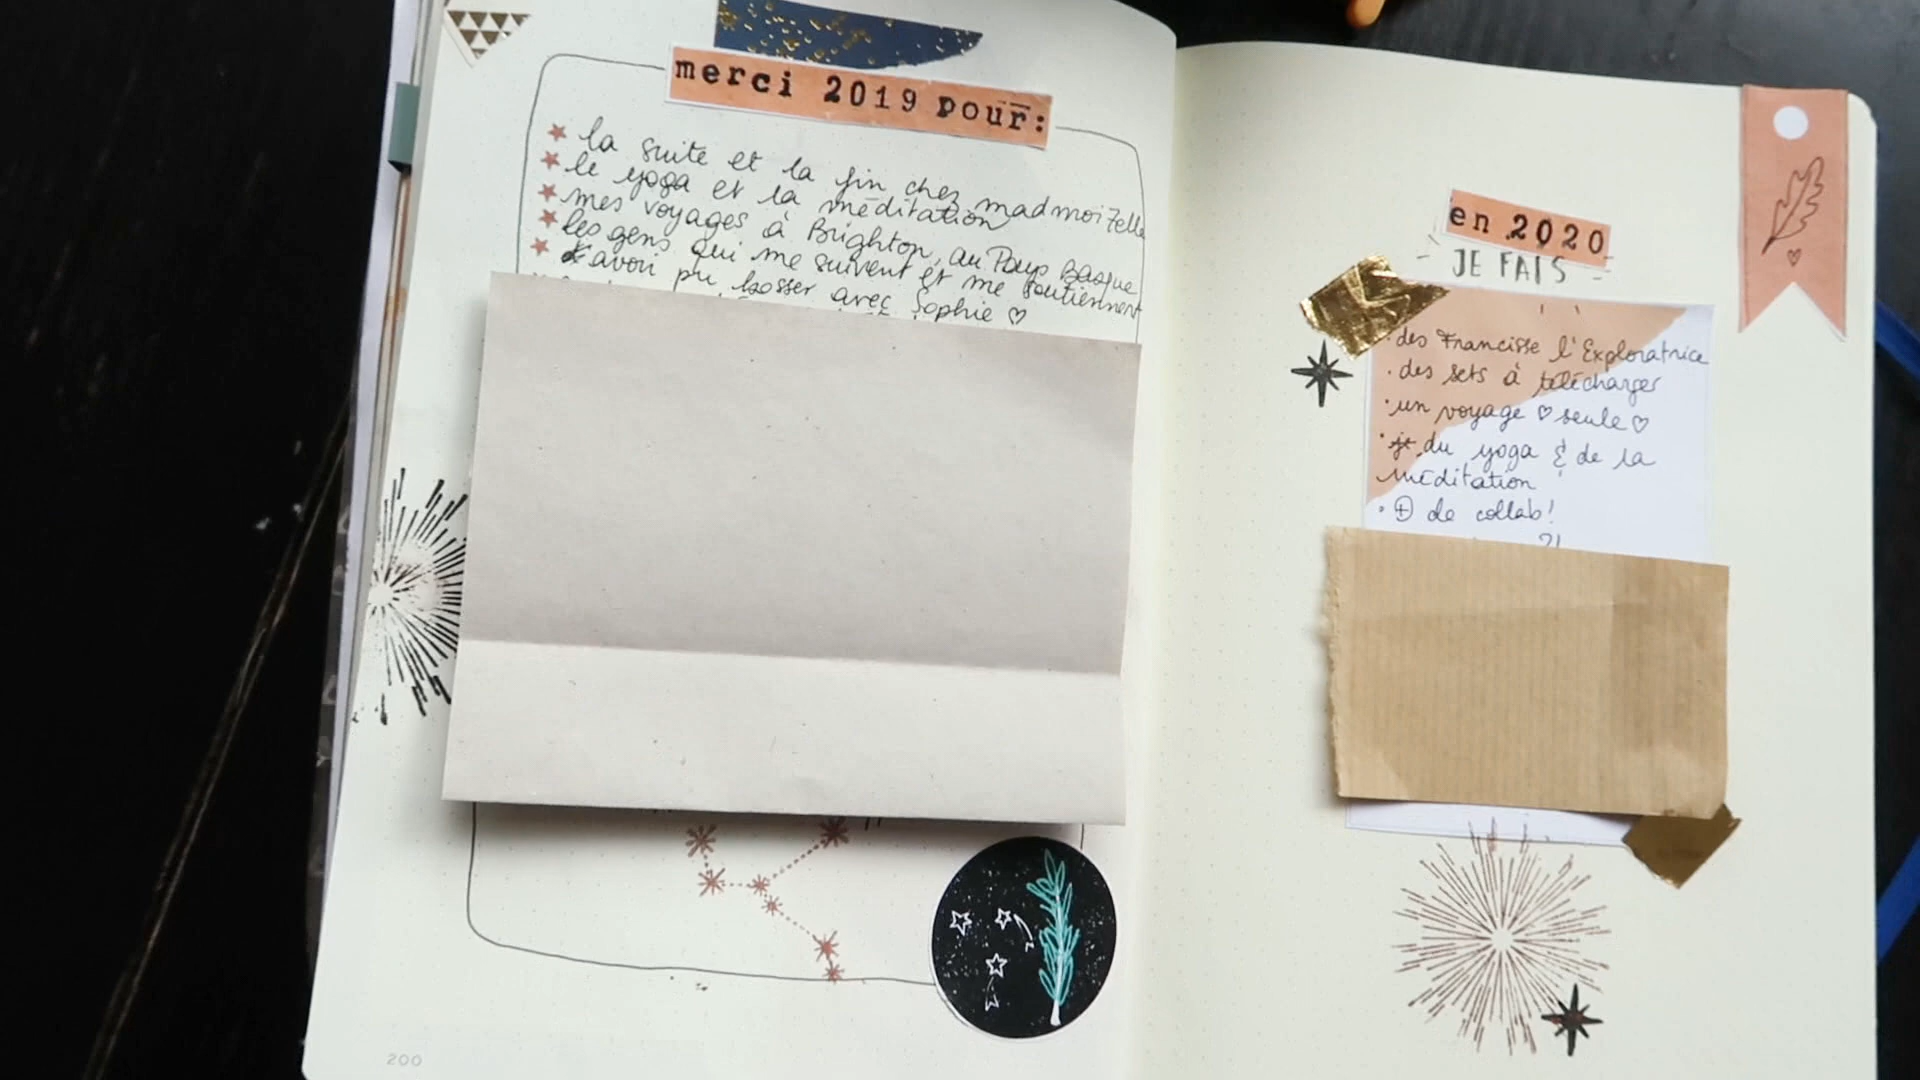 merci 2019 pour:
la suite et la fin chez madmoiZelle
le yoga et la méditation
mes voyages à Brighton, au Pays Basque
les gens qui me suivent et me soutiennent
d'avoir pu bosser avec Sophie ♡
200
en 2020
JE FAIS
· des Francisse l'Exploratrice
· des sets à télécharger
· un voyage ♡ seule ♡
· je du yoga & de la
méditation
· ⊕ de collab!
?!